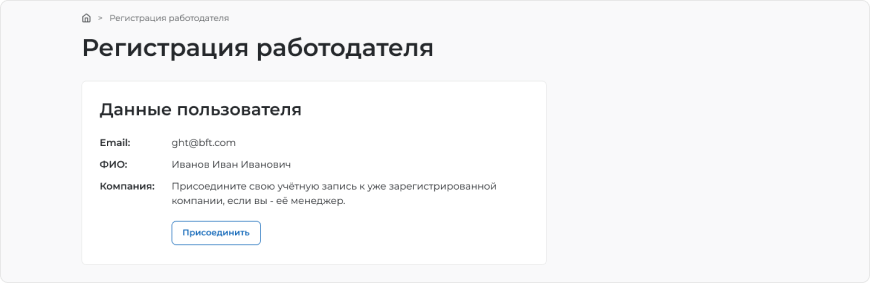 > Регистрация работодателя
Регистрация работодателя
Данные пользователя
Email: ght@bft.com
ФИО: Иванов Иван Иванович
Компания: Присоедините свою учётную запись к уже зарегистрированной
компании, если вы - её менеджер.
Присоединить